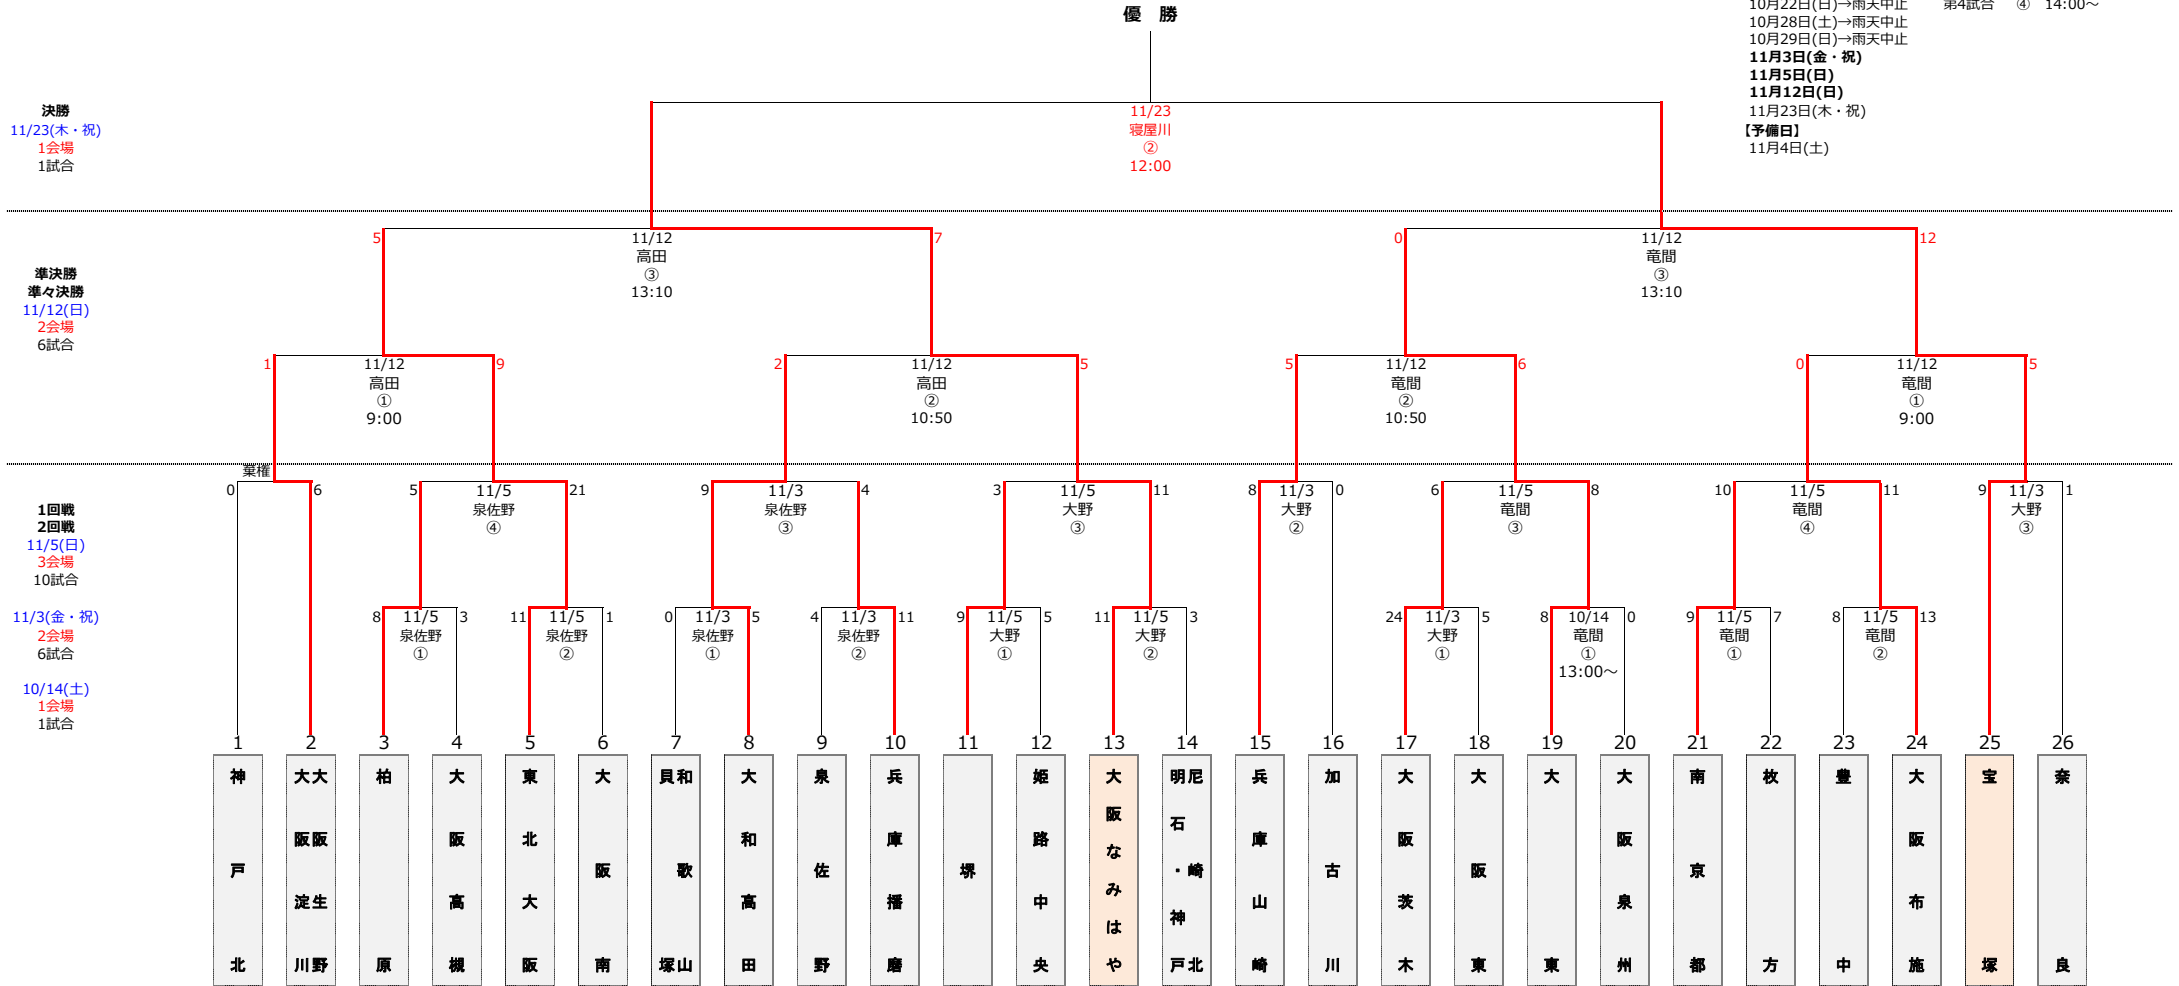 優　勝
10月22日(日)→雨天中止　　第4試合　④　14:00～
10月28日(土)→雨天中止
10月29日(日)→雨天中止
11月3日(金・祝)
11月5日(日)
11月12日(日)
11月23日(木・祝)
【予備日】
11月4日(土)
決勝
11/23(木・祝)
1会場
1試合
11/23
寝屋川
②
12:00
準決勝
準々決勝
11/12(日)
2会場
6試合
5 11/12 7
高田
③
13:10
0 11/12 12
竜間
③
13:10
1 11/12 9
高田
①
9:00
2 11/12 5
高田
②
10:50
5 11/12 6
竜間
②
10:50
0 11/12 5
竜間
①
9:00
1回戦
2回戦
11/5(日)
3会場
10試合
11/3(金・祝)
2会場
6試合
10/14(土)
1会場
1試合
棄権
0 6
5 11/5 21
泉佐野
④
9 11/3 4
泉佐野
③
3 11/5 11
大野
③
8 11/3 0
大野
②
6 11/5 8
竜間
③
10 11/5 11
竜間
④
9 11/3 1
大野
③
8 11/5 3
泉佐野
①
11 11/5 1
泉佐野
②
0 11/3 5
泉佐野
①
4 11/3 11
泉佐野
②
9 11/5 5
大野
①
11 11/5 3
大野
②
24 11/3 5
大野
①
8 10/14 0
竜間
①
13:00～
9 11/5 7
竜間
①
8 11/5 13
竜間
②
1 2 3 4 5 6 7 8 9 10 11 12 13 14 15 16 17 18 19 20 21 22 23 24 25 26
神戸北
大阪生野
大阪淀川
柏原
大阪高槻
東北大阪
大阪南
和歌山
貝塚
大和高田
泉佐野
兵庫播磨
堺
姫路中央
大阪なみはや
尼崎北
明石・神戸
兵庫山崎
加古川
大阪茨木
大阪東
大東
大阪泉州
南京都
枚方
豊中
大阪布施
宝塚
奈良